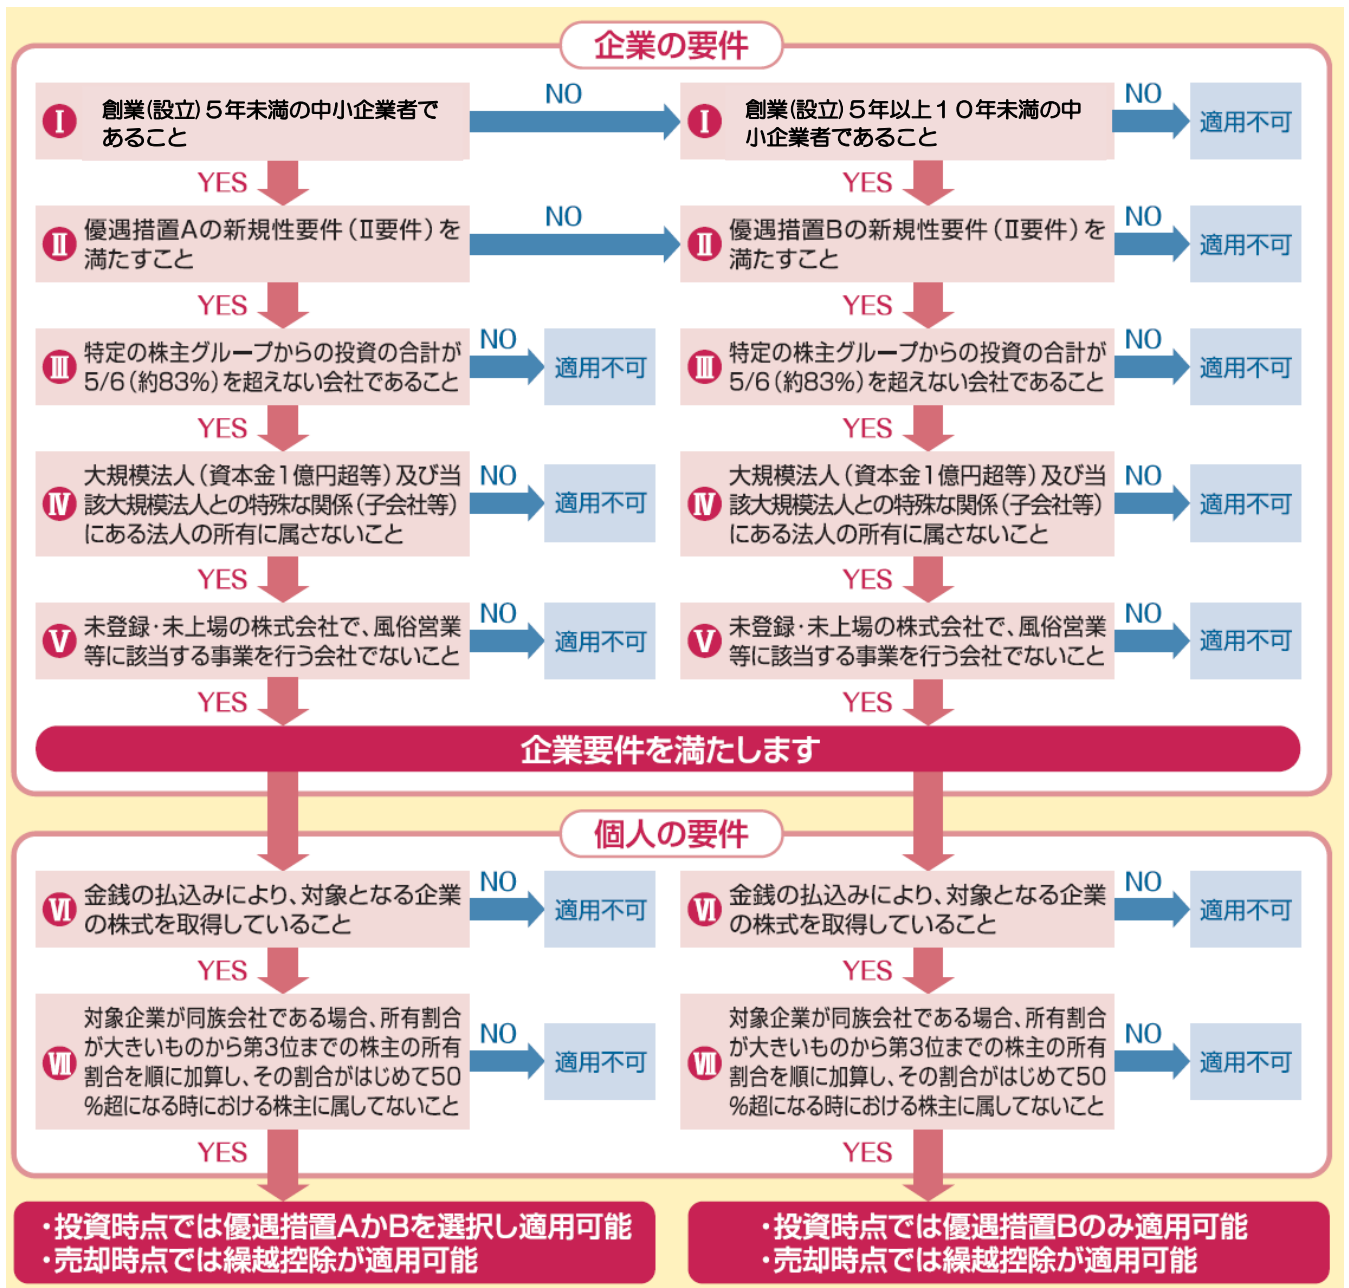 企業の要件
Ⅰ
創業(設立)５年未満の中小企業者で
あること
NO
Ⅰ
創業(設立)５年以上１０年未満の中
小企業者であること
NO
適用不可
YES
YES
Ⅱ
優遇措置Aの新規性要件(Ⅱ要件)を
満たすこと
NO
Ⅱ
優遇措置Bの新規性要件(Ⅱ要件)を
満たすこと
NO
適用不可
YES
YES
Ⅲ
特定の株主グループからの投資の合計が
5/6(約83%)を超えない会社であること
NO
適用不可
Ⅲ
特定の株主グループからの投資の合計が
5/6(約83%)を超えない会社であること
NO
適用不可
YES
YES
Ⅳ
大規模法人(資本金1億円超等)及び当
該大規模法人との特殊な関係(子会社等)
にある法人の所有に属さないこと
NO
適用不可
Ⅳ
大規模法人(資本金1億円超等)及び当
該大規模法人との特殊な関係(子会社等)
にある法人の所有に属さないこと
NO
適用不可
YES
YES
Ⅴ
未登録・未上場の株式会社で、風俗営業
等に該当する事業を行う会社でないこと
NO
適用不可
Ⅴ
未登録・未上場の株式会社で、風俗営業
等に該当する事業を行う会社でないこと
NO
適用不可
YES
YES
企業要件を満たします
個人の要件
Ⅵ
金銭の払込みにより、対象となる企業
の株式を取得していること
NO
適用不可
Ⅵ
金銭の払込みにより、対象となる企業
の株式を取得していること
NO
適用不可
YES
YES
Ⅶ
対象企業が同族会社である場合、所有割合
が大きいものから第3位までの株主の所有
割合を順に加算し、その割合がはじめて50
%超になる時における株主に属してないこと
NO
適用不可
Ⅶ
対象企業が同族会社である場合、所有割合
が大きいものから第3位までの株主の所有
割合を順に加算し、その割合がはじめて50
%超になる時における株主に属してないこと
NO
適用不可
YES
YES
・投資時点では優遇措置AかBを選択し適用可能
・売却時点では繰越控除が適用可能
・投資時点では優遇措置Bのみ適用可能
・売却時点では繰越控除が適用可能